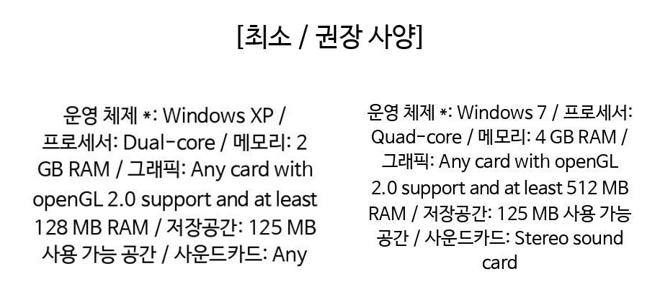 [최소 / 권장 사양]
운영 체제 *: Windows XP /
프로세서: Dual-core / 메모리: 2
GB RAM / 그래픽: Any card with
openGL 2.0 support and at least
128 MB RAM / 저장공간: 125 MB
사용 가능 공간 / 사운드카드: Any
운영 체제 *: Windows 7 / 프로세서:
Quad-core / 메모리: 4 GB RAM /
그래픽: Any card with openGL
2.0 support and at least 512 MB
RAM / 저장공간: 125 MB 사용 가능
공간 / 사운드카드: Stereo sound
card